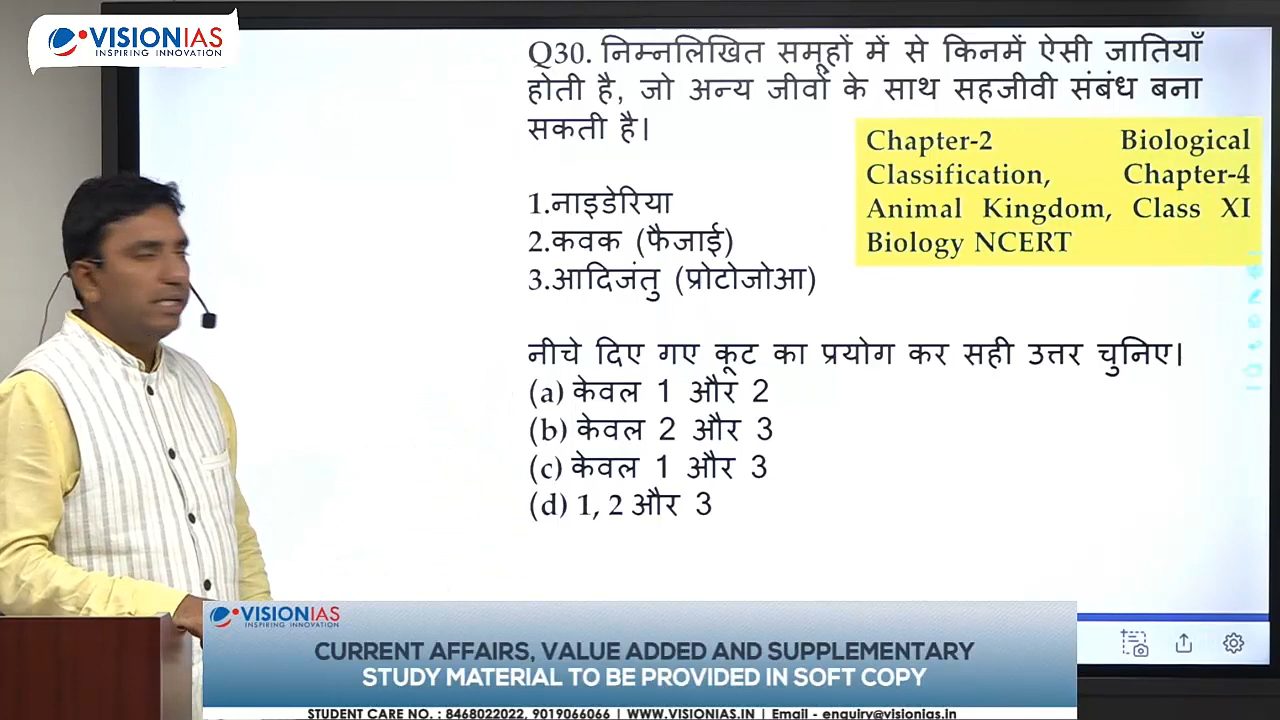 VISIONIAS
INSPIRING INNOVATION
Q30. निम्नलिखित समूहों में से किनमें ऐसी जातियाँ
होती है, जो अन्य जीवों के साथ सहजीवी संबंध बना
सकती है।
Chapter-2 Biological
Classification, Chapter-4
Animal Kingdom, Class XI
Biology NCERT
1.नाइडेरिया
2.कवक (फैजाई)
3.आदिजंतु (प्रोटोजोआ)
नीचे दिए गए कूट का प्रयोग कर सही उत्तर चुनिए।
(a) केवल 1 और 2
(b) केवल 2 और 3
(c) केवल 1 और 3
(d) 1, 2 और 3
VISIONIAS
INSPIRING INNOVATION
CURRENT AFFAIRS, VALUE ADDED AND SUPPLEMENTARY
STUDY MATERIAL TO BE PROVIDED IN SOFT COPY
STUDENT CARE NO. : 8468022022, 9019066066 | WWW.VISIONIAS.IN | Email - enquiry@visionias.in